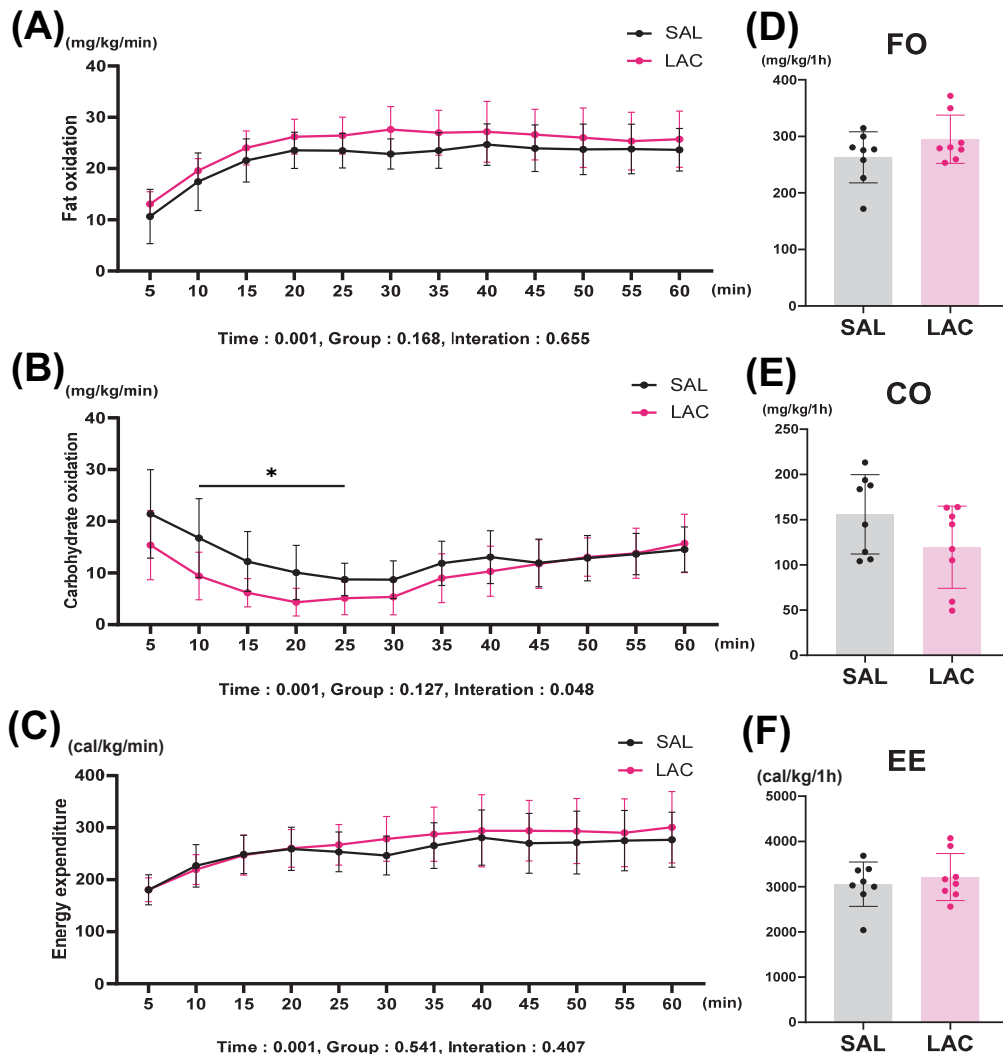 (A) (mg/kg/min)
SAL
LAC
40
30
20
10
0
Fat oxidation
5 10 15 20 25 30 35 40 45 50 55 60 (min)
Time : 0.001, Group : 0.168, Interation : 0.655
(D) FO
(mg/kg/1h)
400
300
200
100
0
SAL LAC
(B) (mg/kg/min)
SAL
LAC
*
40
30
20
10
0
Carbohydrate oxidation
5 10 15 20 25 30 35 40 45 50 55 60 (min)
Time : 0.001, Group : 0.127, Interation : 0.048
(E) CO
(mg/kg/1h)
250
200
150
100
50
0
SAL LAC
(C) (cal/kg/min)
SAL
LAC
400
300
200
100
0
Energy expenditure
5 10 15 20 25 30 35 40 45 50 55 60 (min)
Time : 0.001, Group : 0.541, Interation : 0.407
(F) EE
(cal/kg/1h)
5000
4000
3000
2000
1000
0
SAL LAC